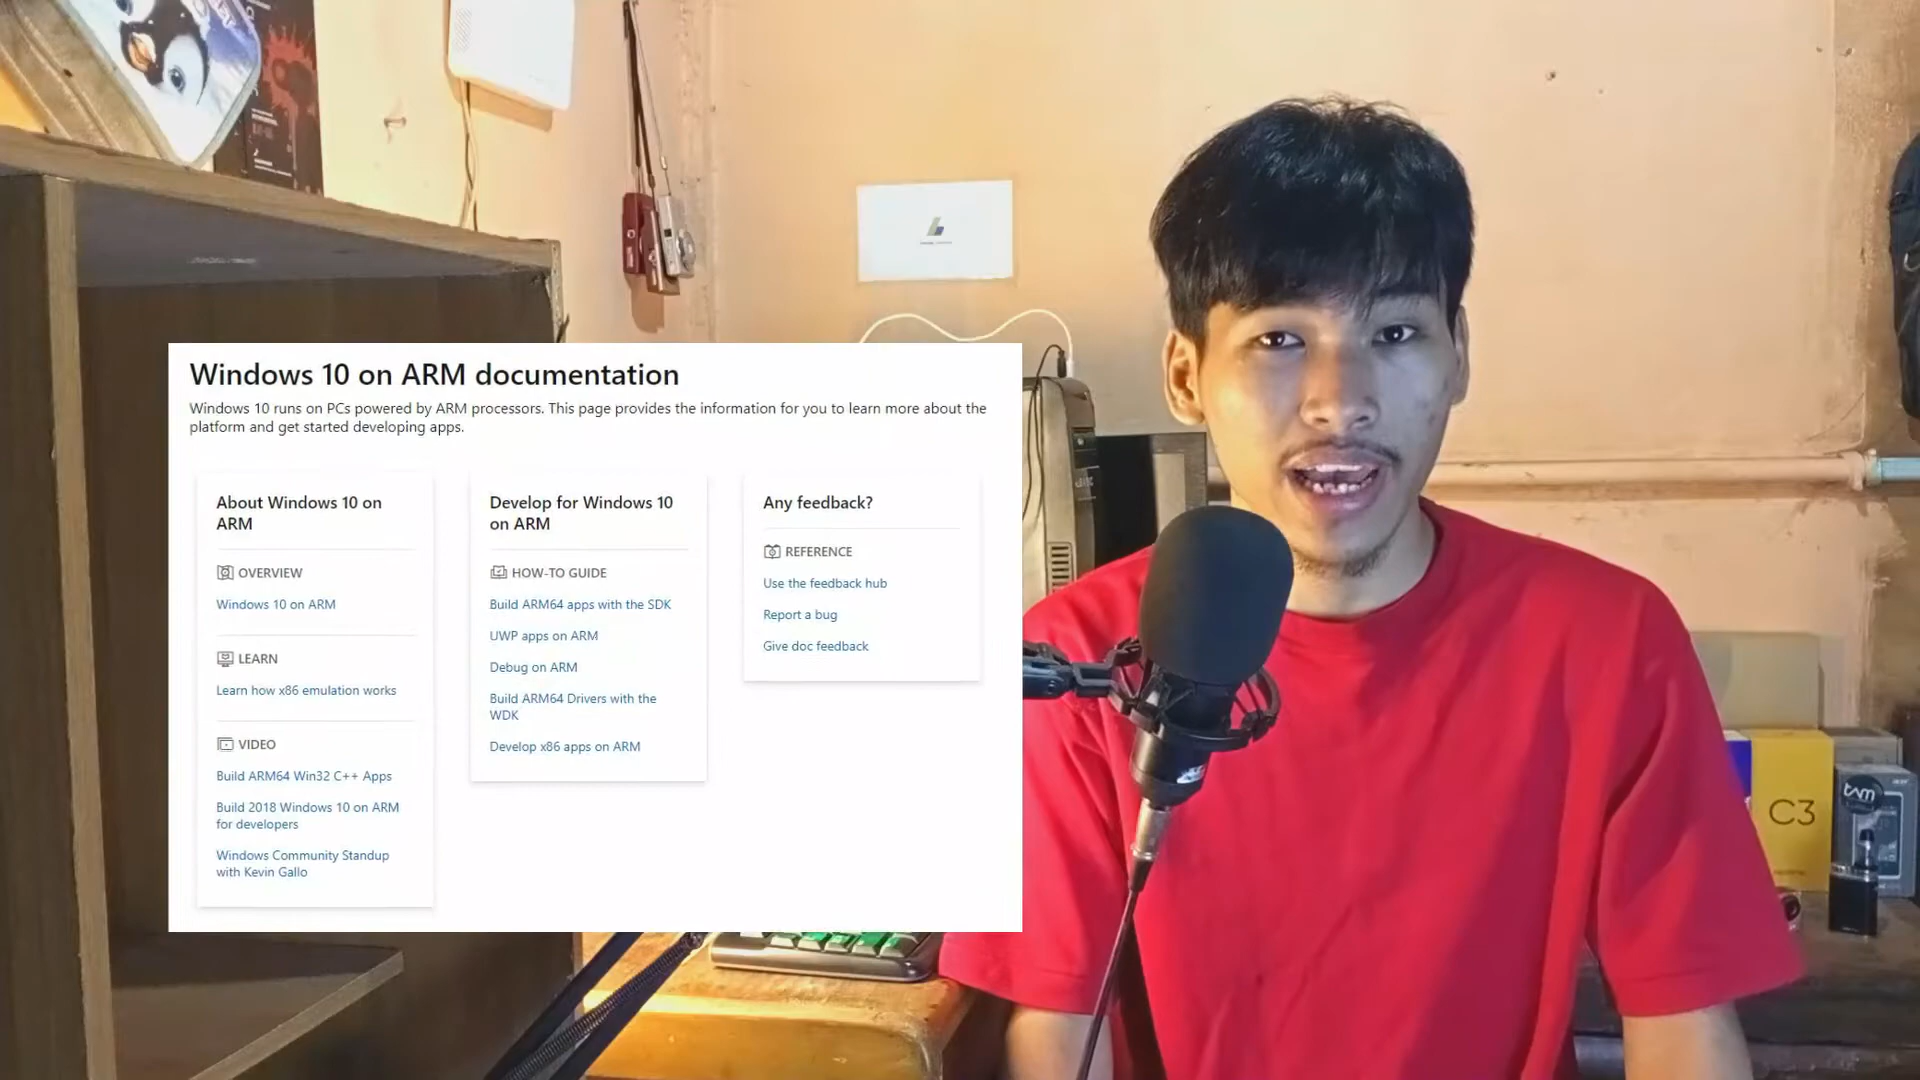 Windows 10 on ARM documentation
Windows 10 runs on PCs powered by ARM processors. This page provides the information for you to learn more about the
platform and get started developing apps.
About Windows 10 on
ARM
OVERVIEW
Windows 10 on ARM
LEARN
Learn how x86 emulation works
VIDEO
Build ARM64 Win32 C++ Apps
Build 2018 Windows 10 on ARM
for developers
Windows Community Standup
with Kevin Gallo
Develop for Windows 10
on ARM
HOW-TO GUIDE
Build ARM64 apps with the SDK
UWP apps on ARM
Debug on ARM
Build ARM64 Drivers with the
WDK
Develop x86 apps on ARM
Any feedback?
REFERENCE
Use the feedback hub
Report a bug
Give doc feedback
C3